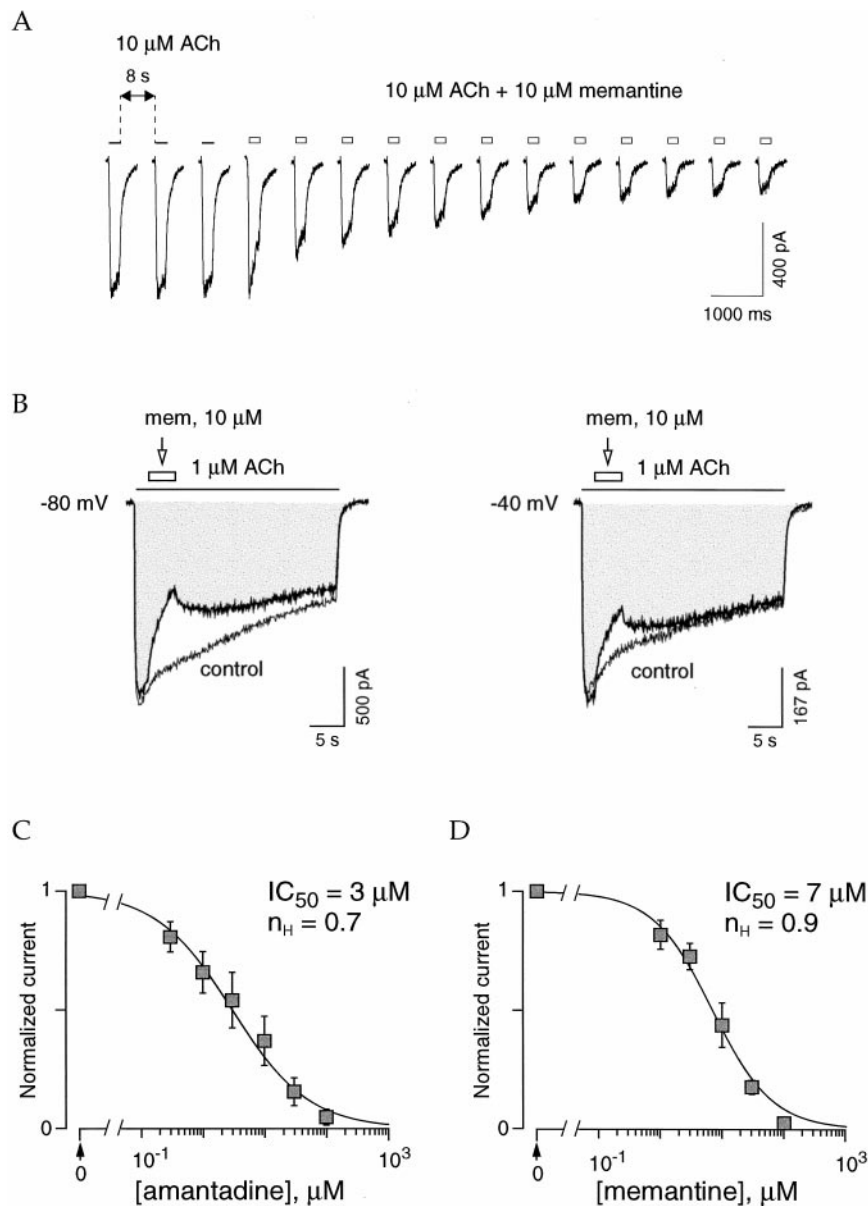 A
10 μM ACh
8 s
10 μM ACh + 10 μM memantine
400 pA
1000 ms
B
mem, 10 μM
1 μM ACh
-80 mV
control
500 pA
5 s
mem, 10 μM
1 μM ACh
-40 mV
control
167 pA
5 s
C
IC50 = 3 μM
nH = 0.7
1
Normalized current
0
0
10-1
103
[amantadine], μM
D
IC50 = 7 μM
nH = 0.9
1
Normalized current
0
0
10-1
103
[memantine], μM